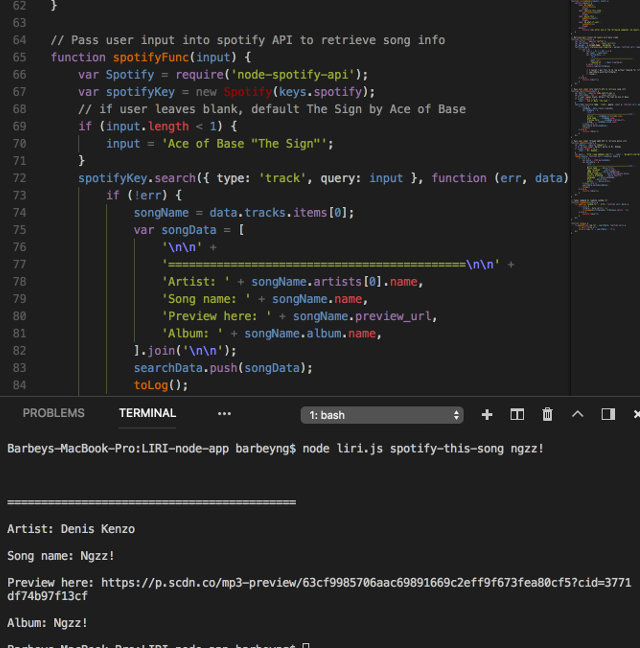 62 }
63
64 // Pass user input into spotify API to retrieve song info
65 function spotifyFunc(input) {
66 var Spotify = require('node-spotify-api');
67 var spotifyKey = new Spotify(keys.spotify);
68 // if user leaves blank, default The Sign by Ace of Base
69 if (input.length < 1) {
70 input = 'Ace of Base "The Sign"';
71 }
72 spotifyKey.search({ type: 'track', query: input }, function (err, data)
73 if (!err) {
74 songName = data.tracks.items[0];
75 var songData = [
76 '\n\n' +
77 '=============================================\n\n' +
78 'Artist: ' + songName.artists[0].name,
79 'Song name: ' + songName.name,
80 'Preview here: ' + songName.preview_url,
81 'Album: ' + songName.album.name,
82 ].join('\n\n');
83 searchData.push(songData);
84 toLog();
PROBLEMS TERMINAL ••• 1: bash
Barbeys-MacBook-Pro:LIRI-node-app barbeyng$ node liri.js spotify-this-song ngzz!
=============================================
Artist: Denis Kenzo
Song name: Ngzz!
Preview here: https://p.scdn.co/mp3-preview/63cf9985706aac69891669c2eff9f673fea80cf5?cid=3771
df74b97f13cf
Album: Ngzz!
Barbeys-MacBook-Pro:LIRI-node-app barbeyng$